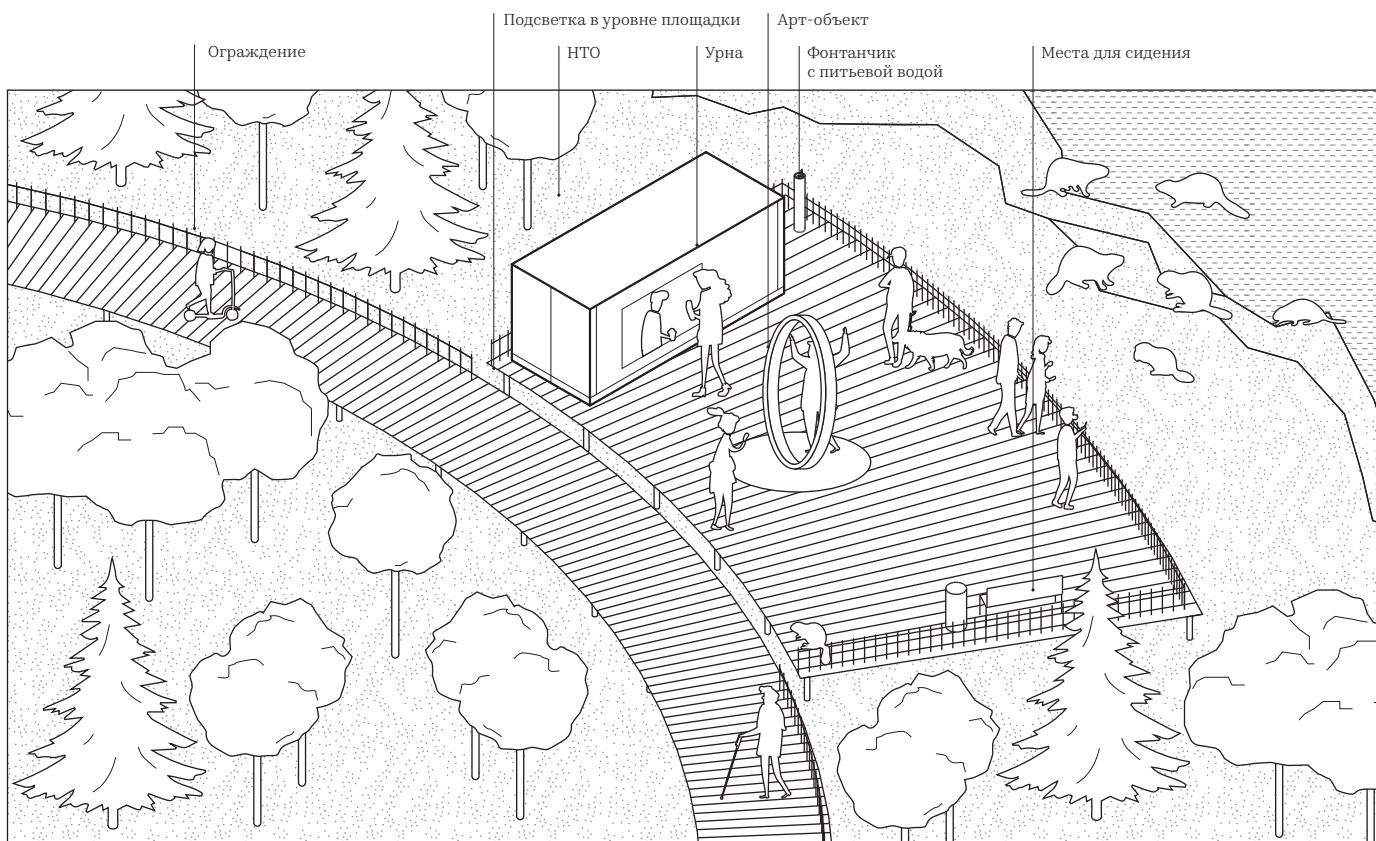 Подсветка в уровне площадки
Арт-объект
Ограждение
НТО
Урна
Фонтанчик
с питьевой водой
Места для сидения